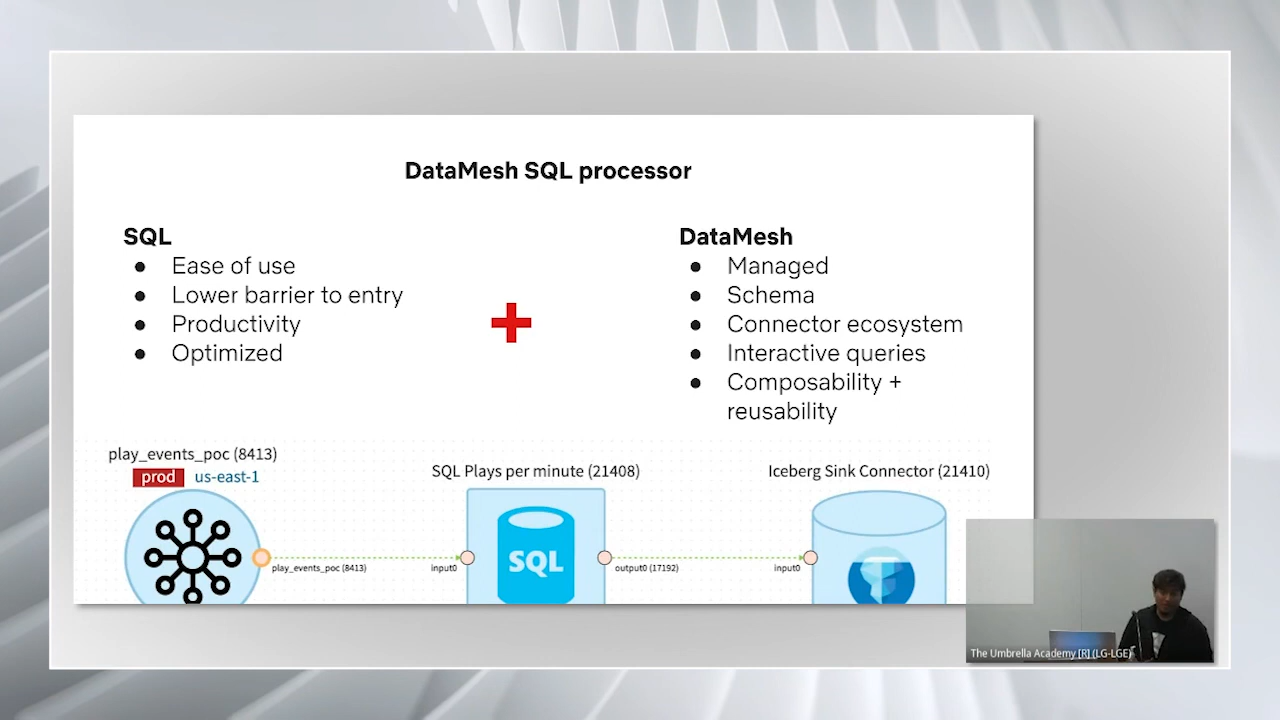 DataMesh SQL processor
SQL
● Ease of use
● Lower barrier to entry
● Productivity
● Optimized
DataMesh
● Managed
● Schema
● Connector ecosystem
● Interactive queries
● Composability +
reusability
play_events_poc (8413)
prod us-east-1
SQL Plays per minute (21408)
Iceberg Sink Connector (21410)
SQL
play_events_poc (8413)
input0
output0 (17192)
input0
The Umbrella Academy [R] (LG-LGE)